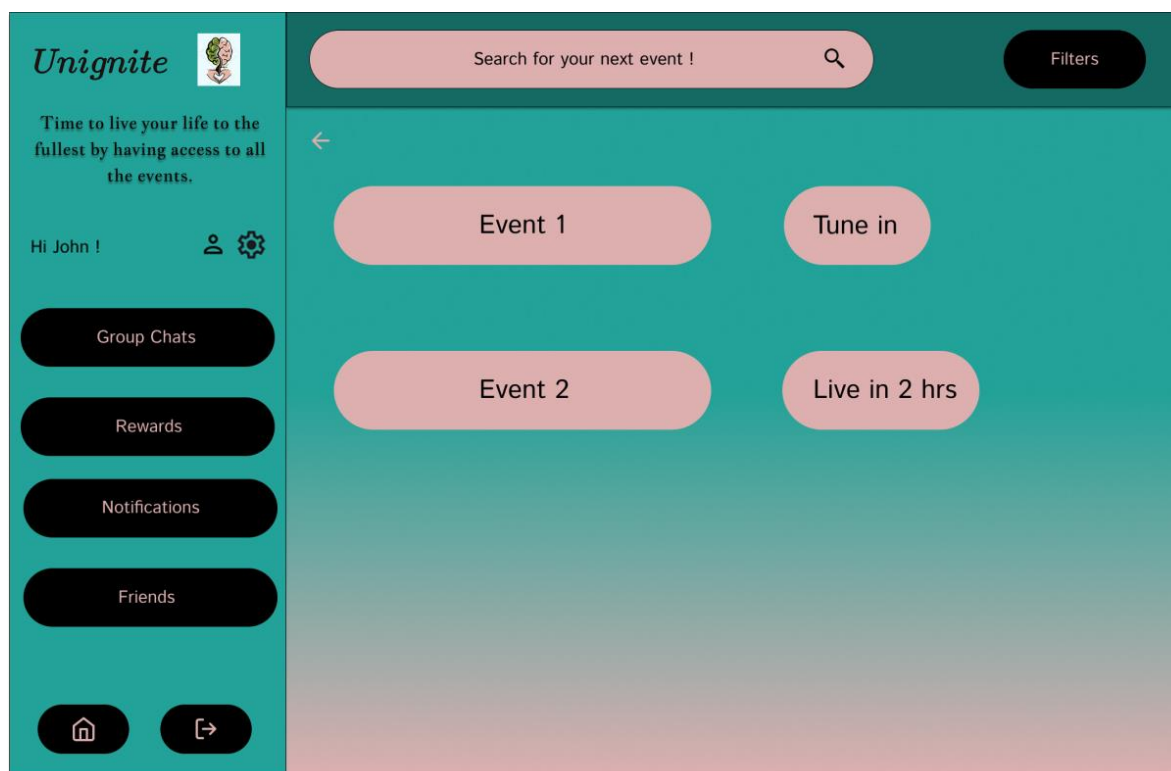 Unignite
Time to live your life to the
fullest by having access to all
the events.
Hi John !
Group Chats
Rewards
Notifications
Friends
Search for your next event !
Filters
Event 1
Tune in
Event 2
Live in 2 hrs